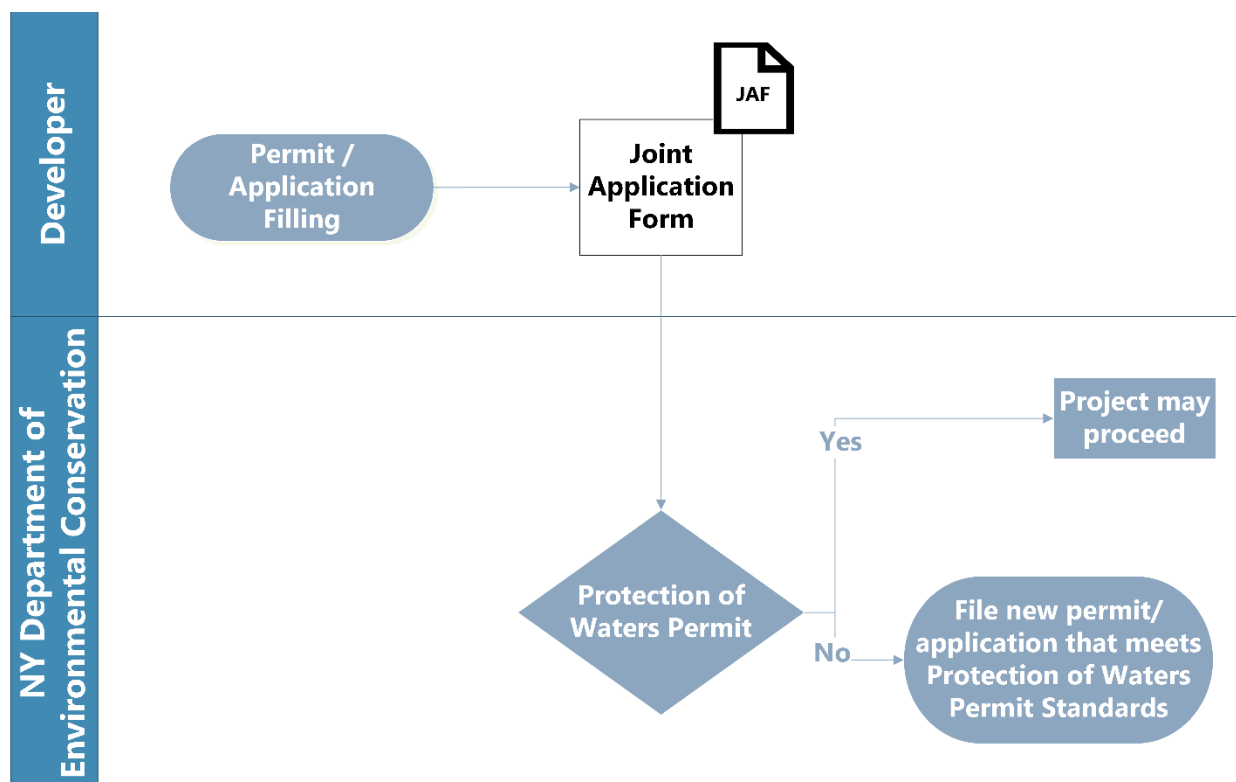 Developer
Permit /
Application
Filling
JAF
Joint
Application
Form
NY Department of
Environmental Conservation
Protection of
Waters Permit
Yes
Project may
proceed
No
File new permit/
application that meets
Protection of Waters
Permit Standards